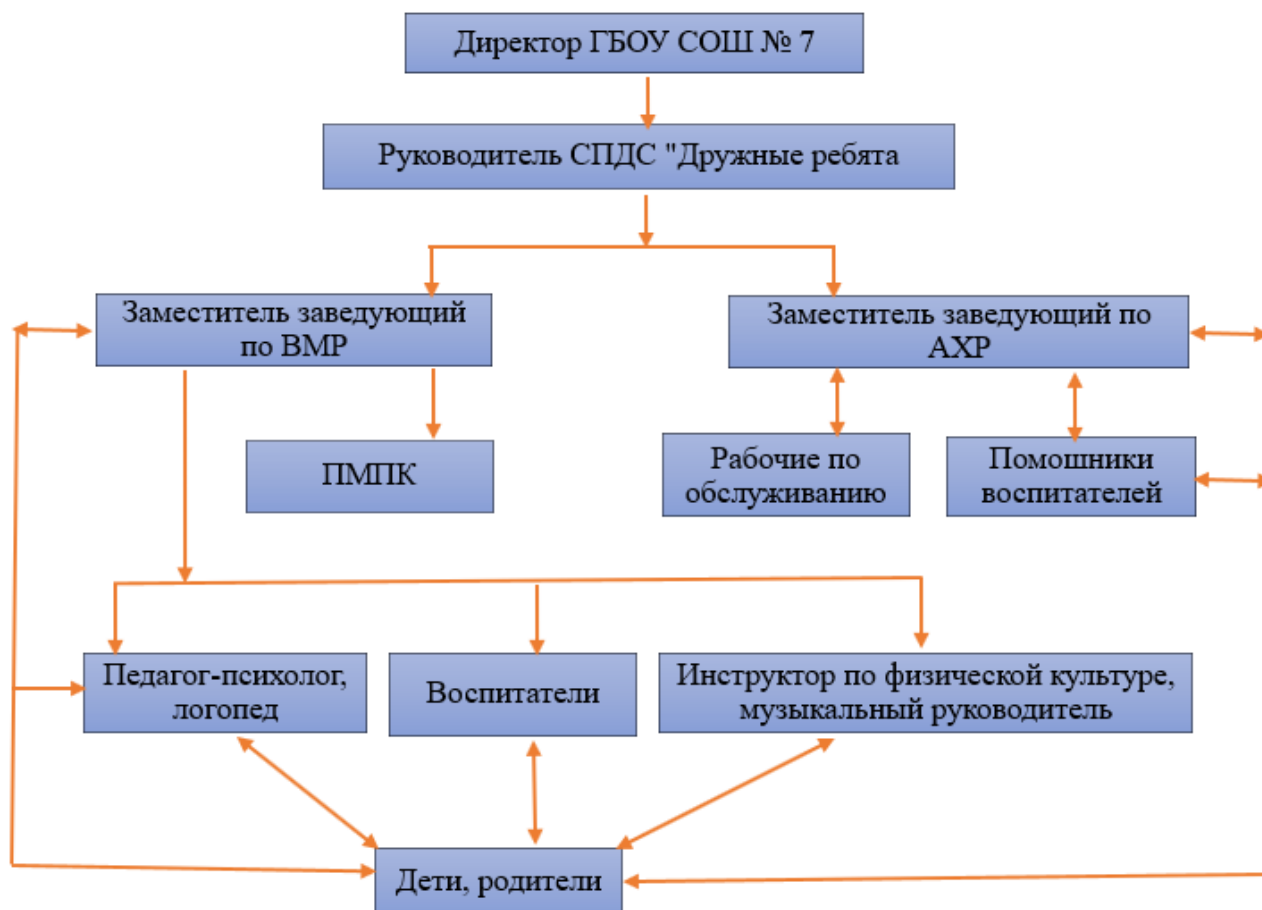 Директор ГБОУ СОШ № 7
Руководитель СПДС "Дружные ребята
Заместитель заведующий
по ВМР
Заместитель заведующий по
АХР
ПМПК
Рабочие по
обслуживанию
Помошники
воспитателей
Педагог-психолог,
логопед
Воспитатели
Инструктор по физической культуре,
музыкальный руководитель
Дети, родители